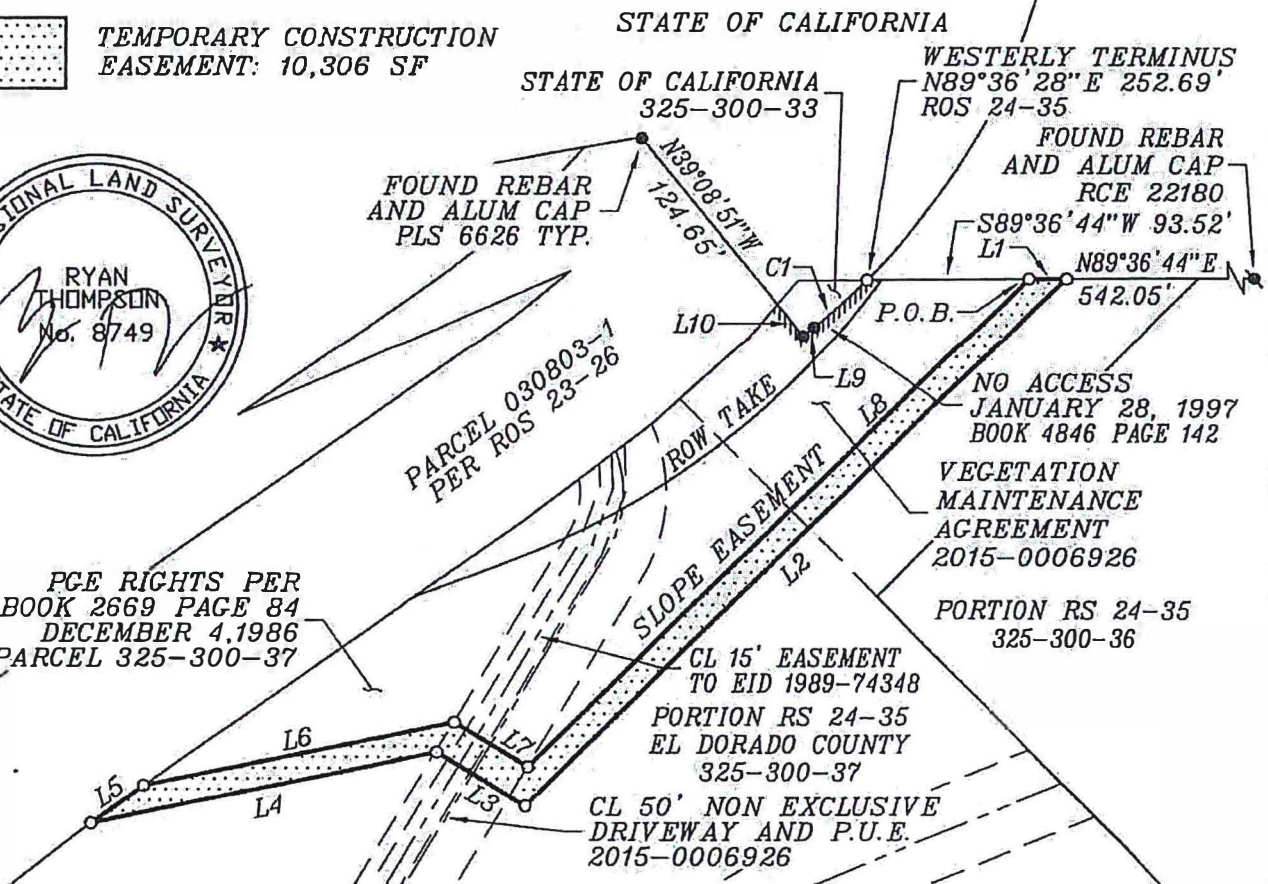 TEMPORARY CONSTRUCTION
EASEMENT: 10,306 SF
STATE OF CALIFORNIA
STATE OF CALIFORNIA
325-300-33
WESTERLY TERMINUS
N89°36'28"E 252.69'
ROS 24-35
FOUND REBAR
AND ALUM CAP
RCE 22180
FOUND REBAR
AND ALUM CAP
PLS 6626 TYP.
N39°08'51"W
124.65'
S89°36'44"W 93.52'
L1
N89°36'44"E
542.05'
C1
P.O.B.
L10
L9
SIONAL LAND SURVEYOR
RYAN
THOMPSON
No. 8749
TATE OF CALIFORNIA
PARCEL 030803-1
PER ROS 23-26
ROW TAKE
L8
NO ACCESS
JANUARY 28, 1997
BOOK 4846 PAGE 142
VEGETATION
MAINTENANCE
AGREEMENT
2015-0006926
SLOPE EASEMENT
L2
PGE RIGHTS PER
BOOK 2669 PAGE 84
DECEMBER 4,1986
PARCEL 325-300-37
PORTION RS 24-35
325-300-36
CL 15' EASEMENT
TO EID 1989-74348
PORTION RS 24-35
EL DORADO COUNTY
325-300-37
L6
L7
L5
L4
L3
CL 50' NON EXCLUSIVE
DRIVEWAY AND P.U.E.
2015-0006926